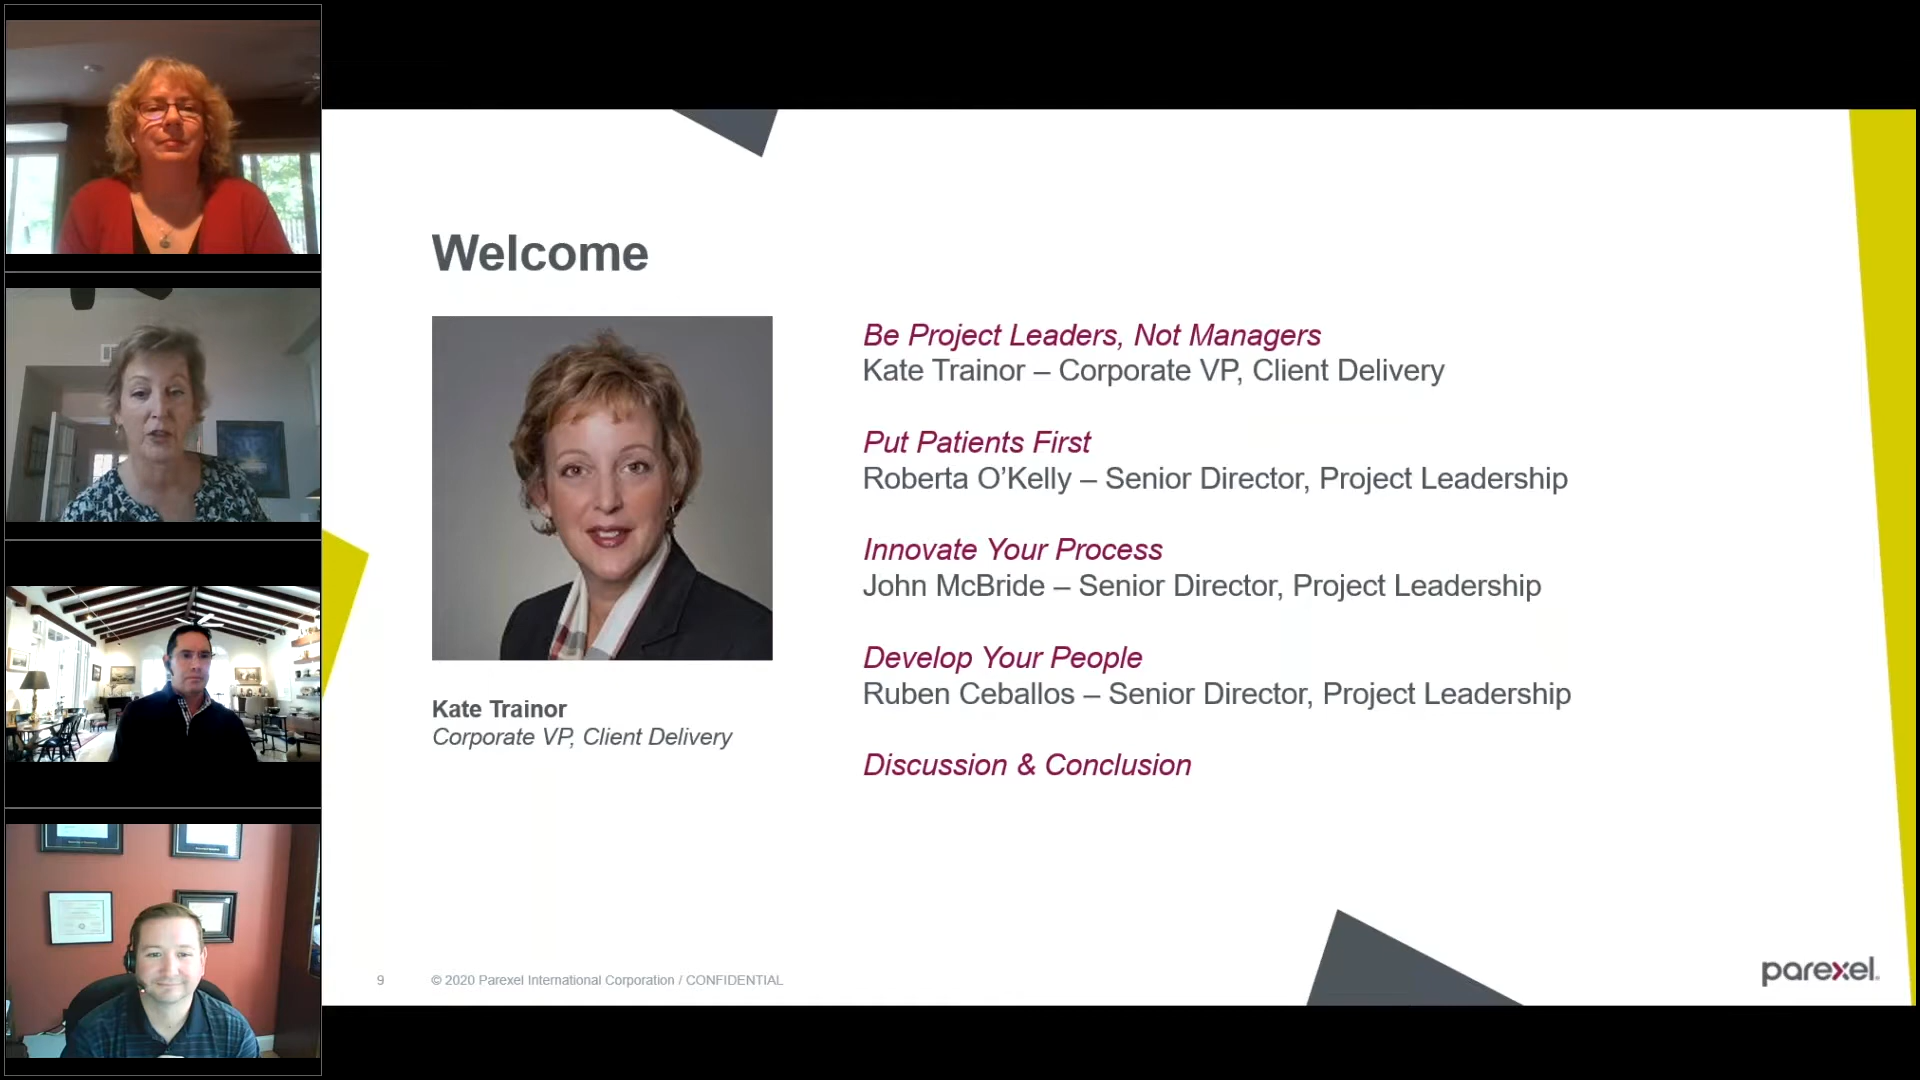 Welcome
Be Project Leaders, Not Managers
Kate Trainor – Corporate VP, Client Delivery
Put Patients First
Roberta O’Kelly – Senior Director, Project Leadership
Innovate Your Process
John McBride – Senior Director, Project Leadership
Develop Your People
Ruben Ceballos – Senior Director, Project Leadership
Discussion & Conclusion
Kate Trainor
Corporate VP, Client Delivery
9 © 2020 Parexel International Corporation / CONFIDENTIAL
parexel.